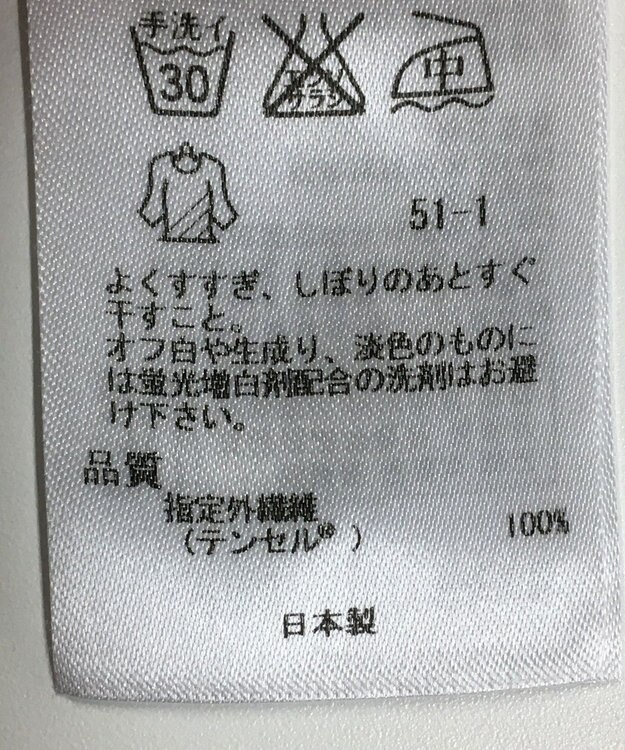 手洗イ
30
エンソ
サラシ
中
51-1
よくすすぎ、しぼりのあとすぐ
干すこと。
オフ白や生成り、淡色のものに
は蛍光増白剤配合の洗剤はお避
け下さい。
品質
指定外繊維
(テンセル® ) 100%
日本製